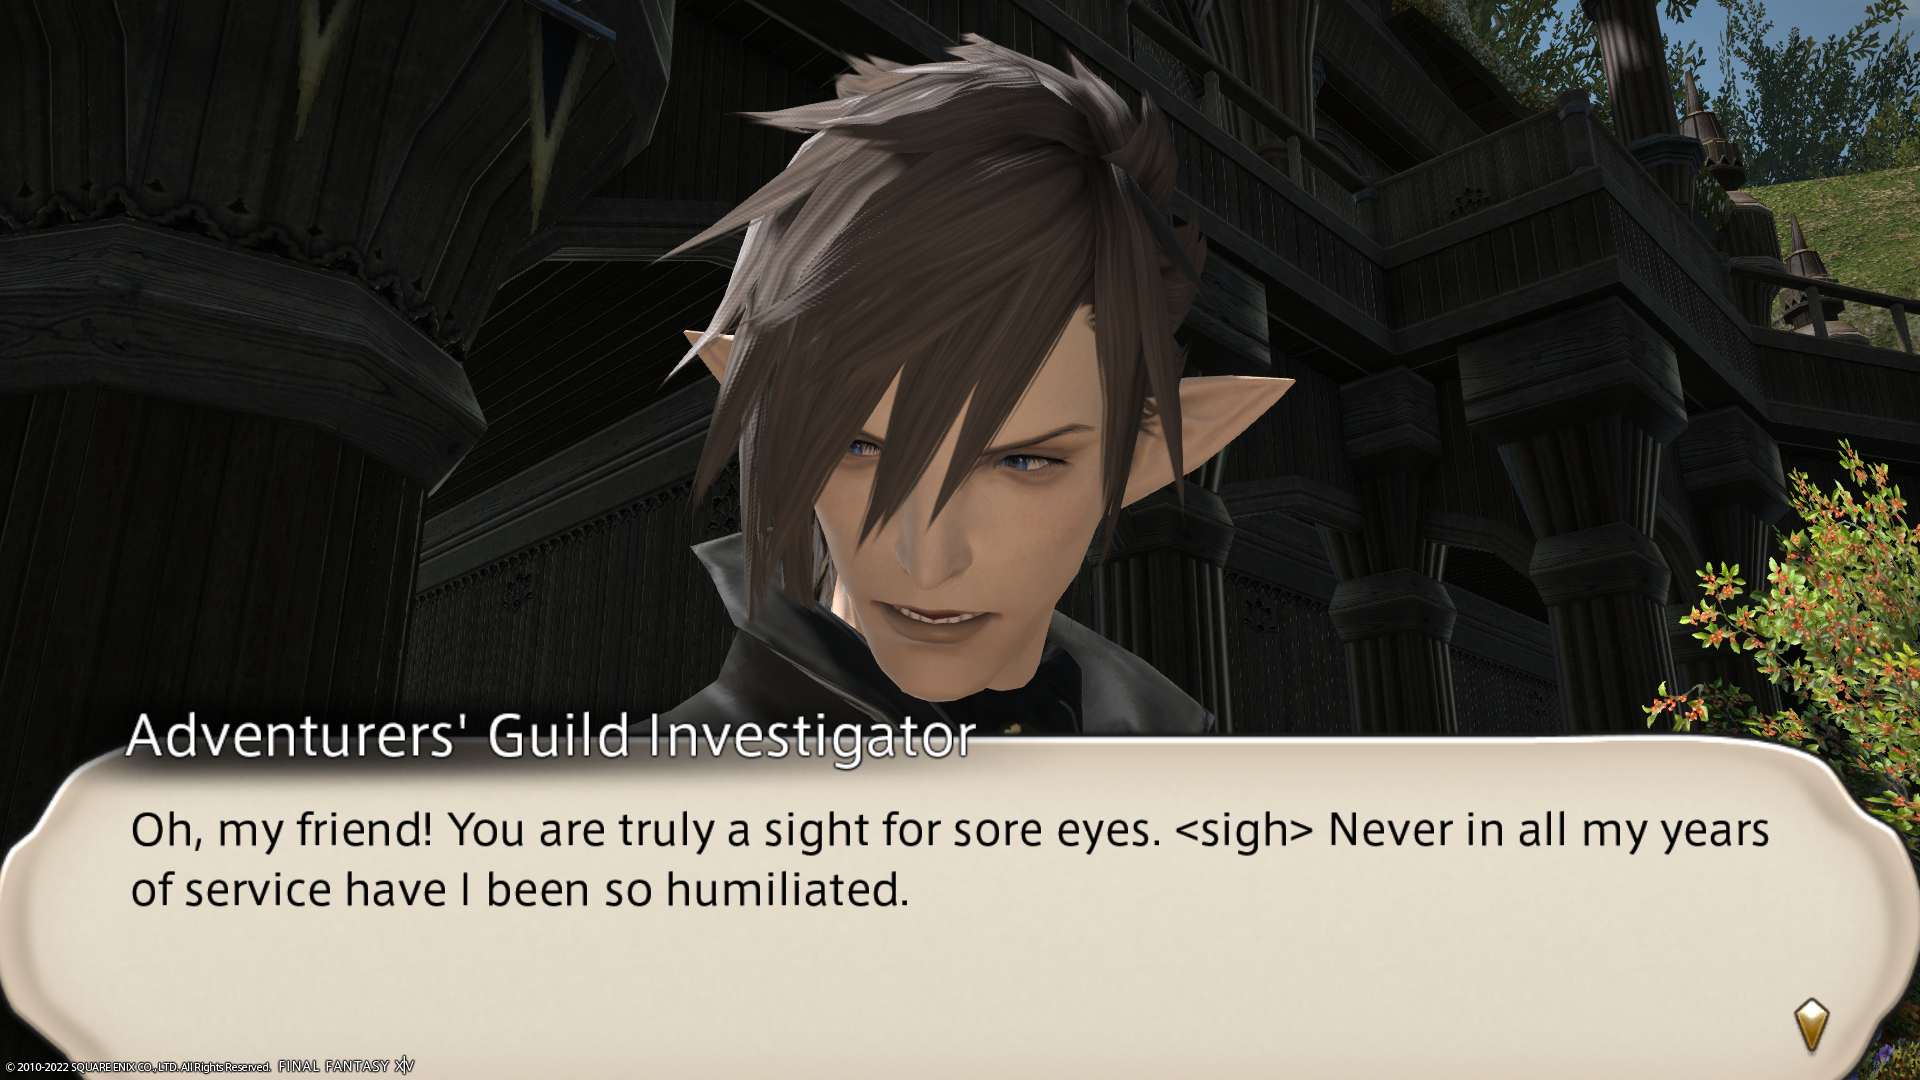 Adventurers' Guild Investigator
Oh, my friend! You are truly a sight for sore eyes. <sigh> Never in all my years
of service have I been so humiliated.
© 2010-2022 SQUARE ENIX CO., LTD. All Rights Reserved. FINAL FANTASY XIV